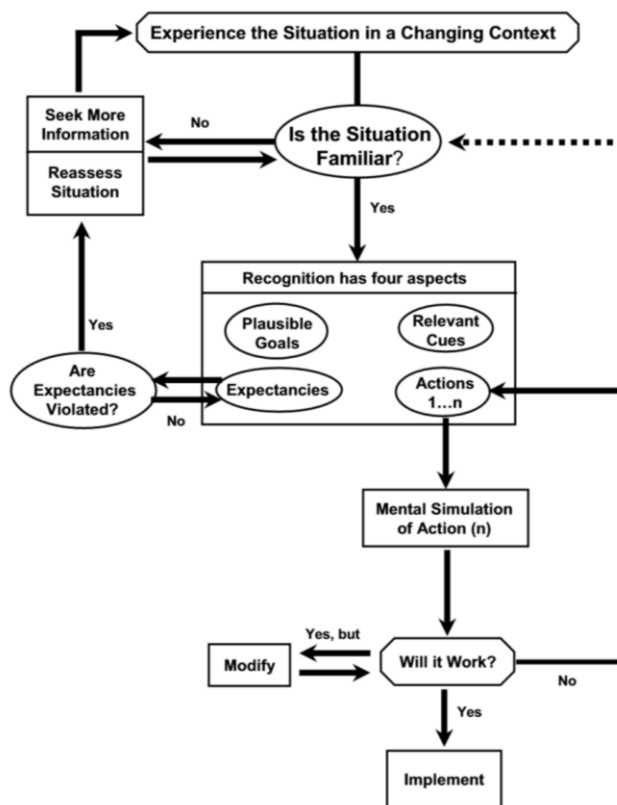 Experience the Situation in a Changing Context
Seek More
Information
No
Is the Situation
Familiar?
Reassess
Situation
Yes
Recognition has four aspects
Plausible
Goals
Relevant
Cues
Yes
Are
Expectancies
Violated?
Expectancies
Actions
1...n
No
Mental Simulation
of Action (n)
Yes, but
Modify
Will it Work?
No
Yes
Implement